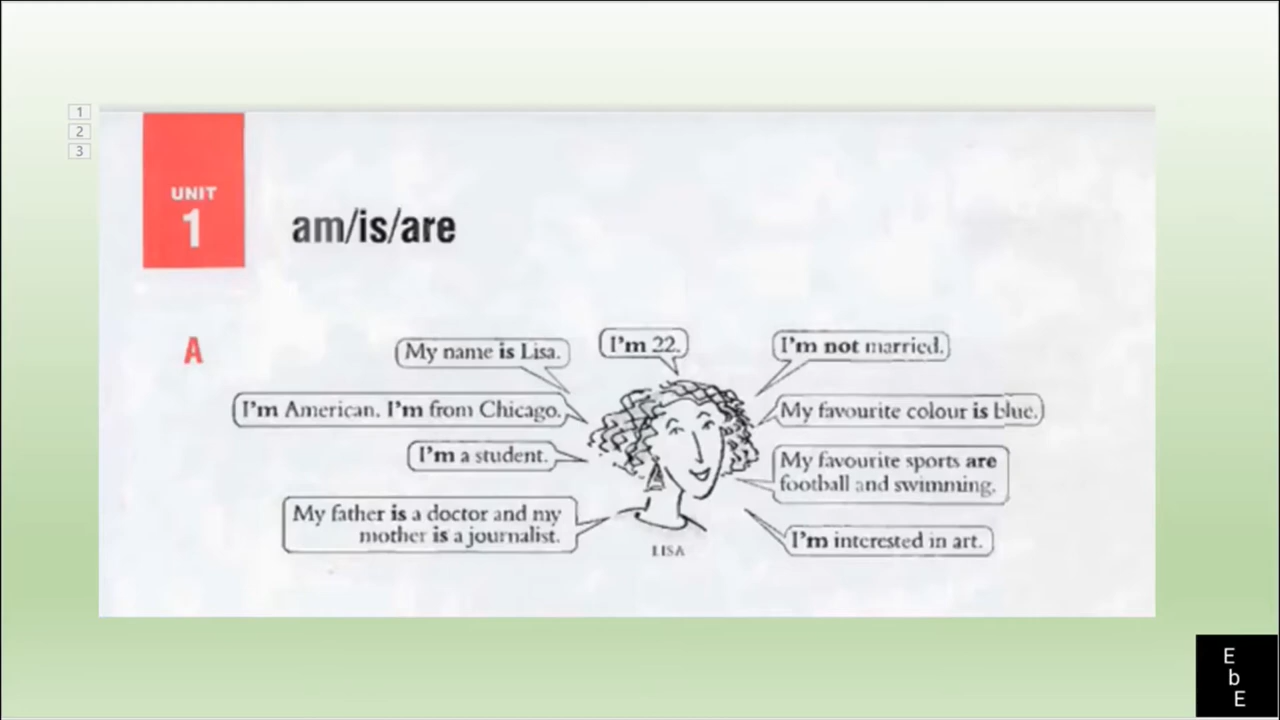 1
2
3
UNIT
1
am/is/are
A
My name is Lisa.
I'm 22.
I'm not married.
I'm American. I'm from Chicago.
My favourite colour is blue.
I'm a student.
My favourite sports are
football and swimming.
My father is a doctor and my
mother is a journalist.
I'm interested in art.
LISA
E
b
E